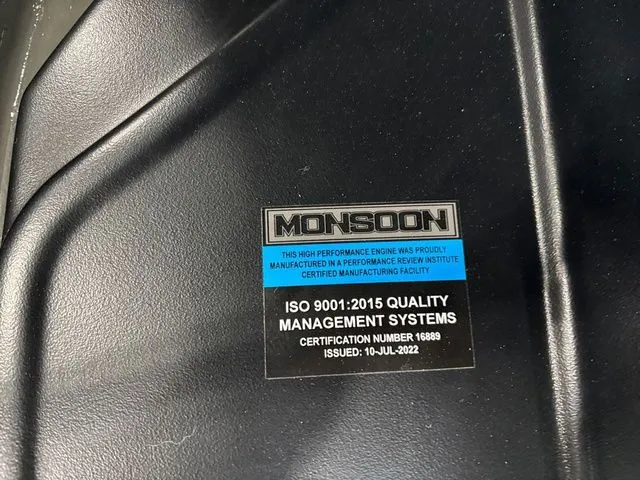 MONSOON
THIS HIGH PERFORMANCE ENGINE WAS PROUDLY
MANUFACTURED IN A PERFORMANCE REVIEW INSTITUTE
CERTIFIED MANUFACTURING FACILITY
ISO 9001:2015 QUALITY
MANAGEMENT SYSTEMS
CERTIFICATION NUMBER 16889
ISSUED: 10-JUL-2022